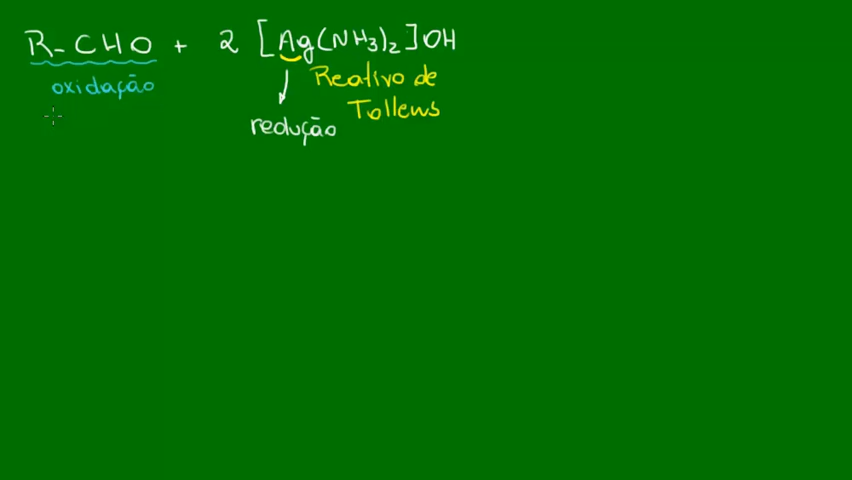 R-CHO + 2 [Ag(NH₃)₂]OH
oxidação
Reativo de
Tollens
redução